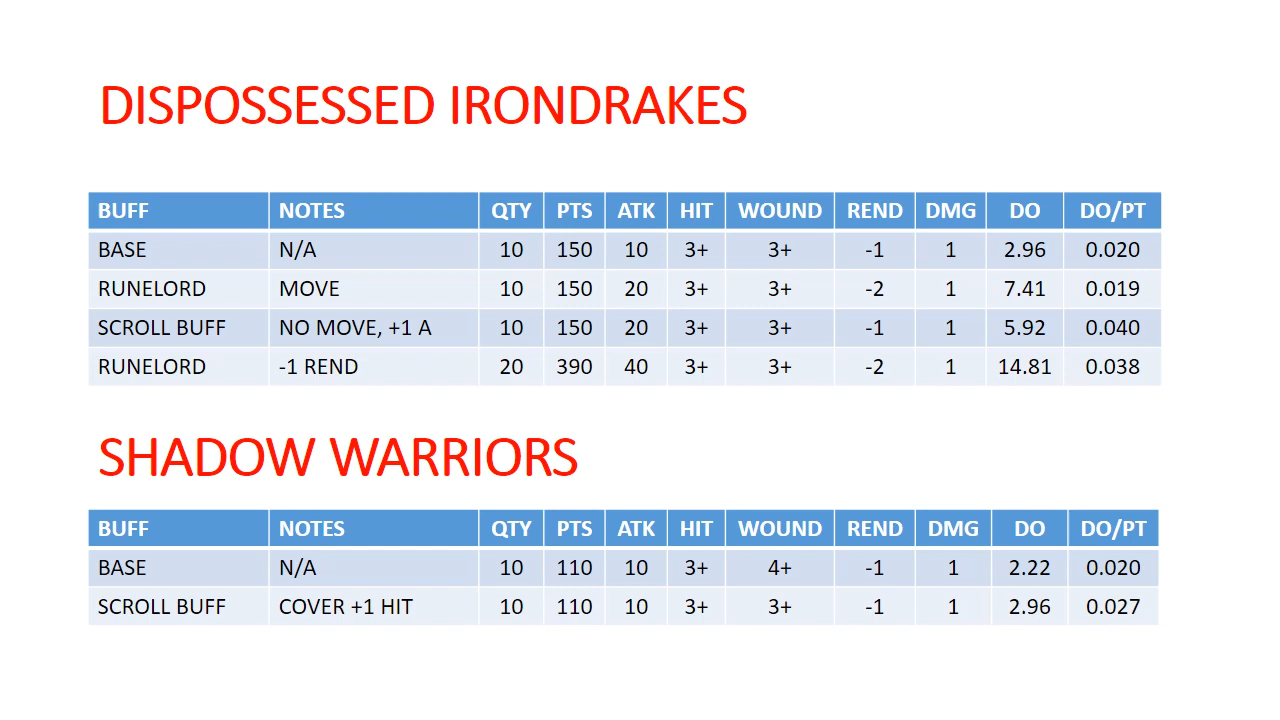 DISPOSSESSED IRONDRAKES
BUFF NOTES QTY PTS ATK HIT WOUND REND DMG DO DO/PT
BASE N/A 10 150 10 3+ 3+ -1 1 2.96 0.020
RUNELORD MOVE 10 150 20 3+ 3+ -2 1 7.41 0.019
SCROLL BUFF NO MOVE, +1 A 10 150 20 3+ 3+ -1 1 5.92 0.040
RUNELORD -1 REND 20 390 40 3+ 3+ -2 1 14.81 0.038
SHADOW WARRIORS
BUFF NOTES QTY PTS ATK HIT WOUND REND DMG DO DO/PT
BASE N/A 10 110 10 3+ 4+ -1 1 2.22 0.020
SCROLL BUFF COVER +1 HIT 10 110 10 3+ 3+ -1 1 2.96 0.027